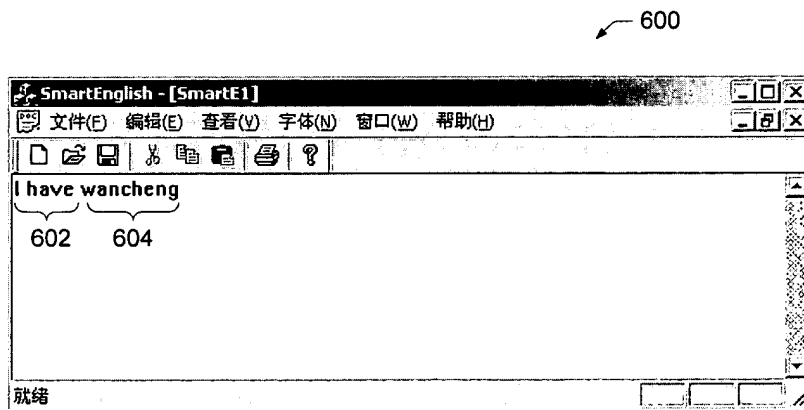 600
SmartEnglish - [SmartE1]
文件(F) 编辑(E) 查看(V) 字体(N) 窗口(W) 帮助(H)
I have wancheng
602 604
就绪